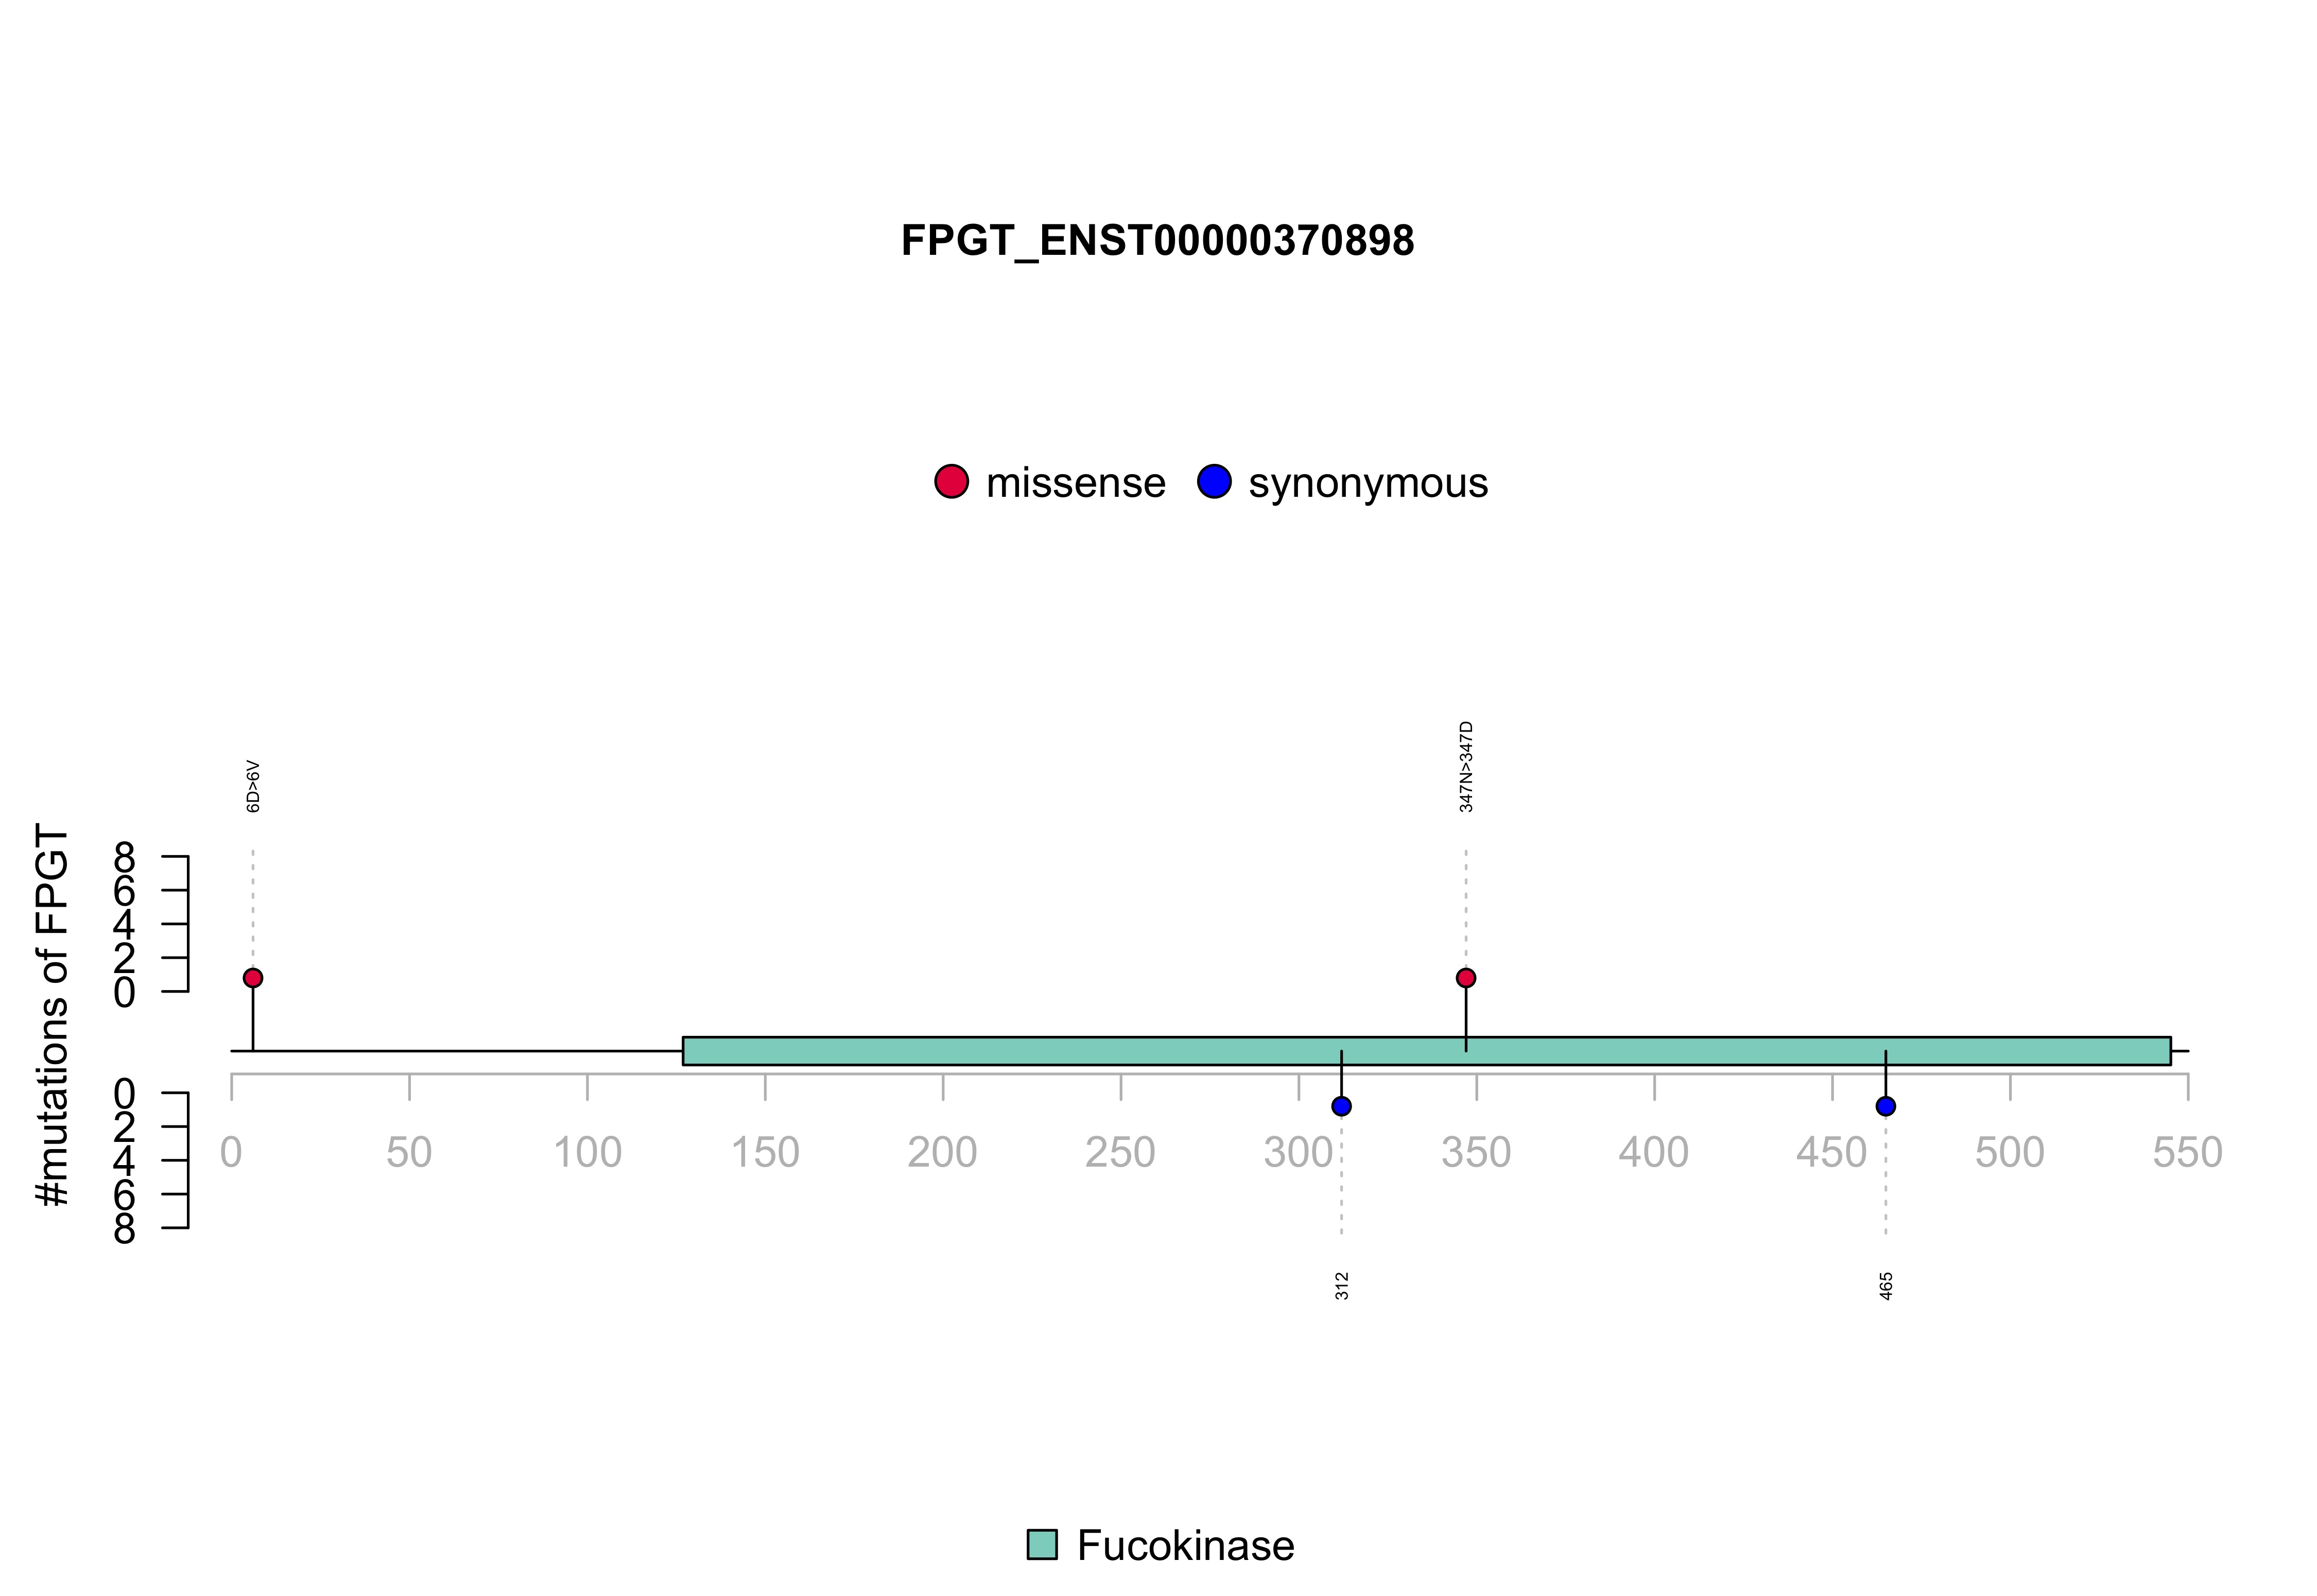 FPGT_ENST00000370898
missense synonymous
6D>6V
347N>347D
#mutations of FPGT
8
6
4
2
0
0
2
4
6
8
0 50 100 150 200 250 300 350 400 450 500 550
312
465
Fucokinase